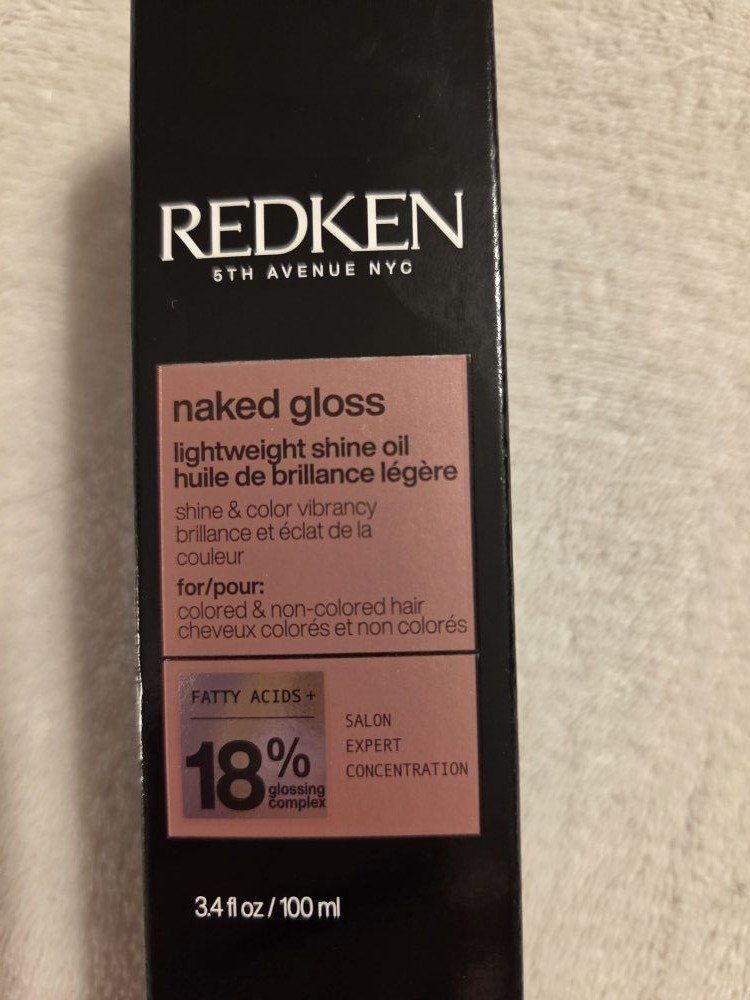 REDKEN
5TH AVENUE NYC
naked gloss
lightweight shine oil
huile de brillance légère
shine & color vibrancy
brillance et éclat de la
couleur
for/pour:
colored & non-colored hair
cheveux colorés et non colorés
FATTY ACIDS +
18%
glossing
complex
SALON
EXPERT
CONCENTRATION
3.4 fl oz / 100 ml